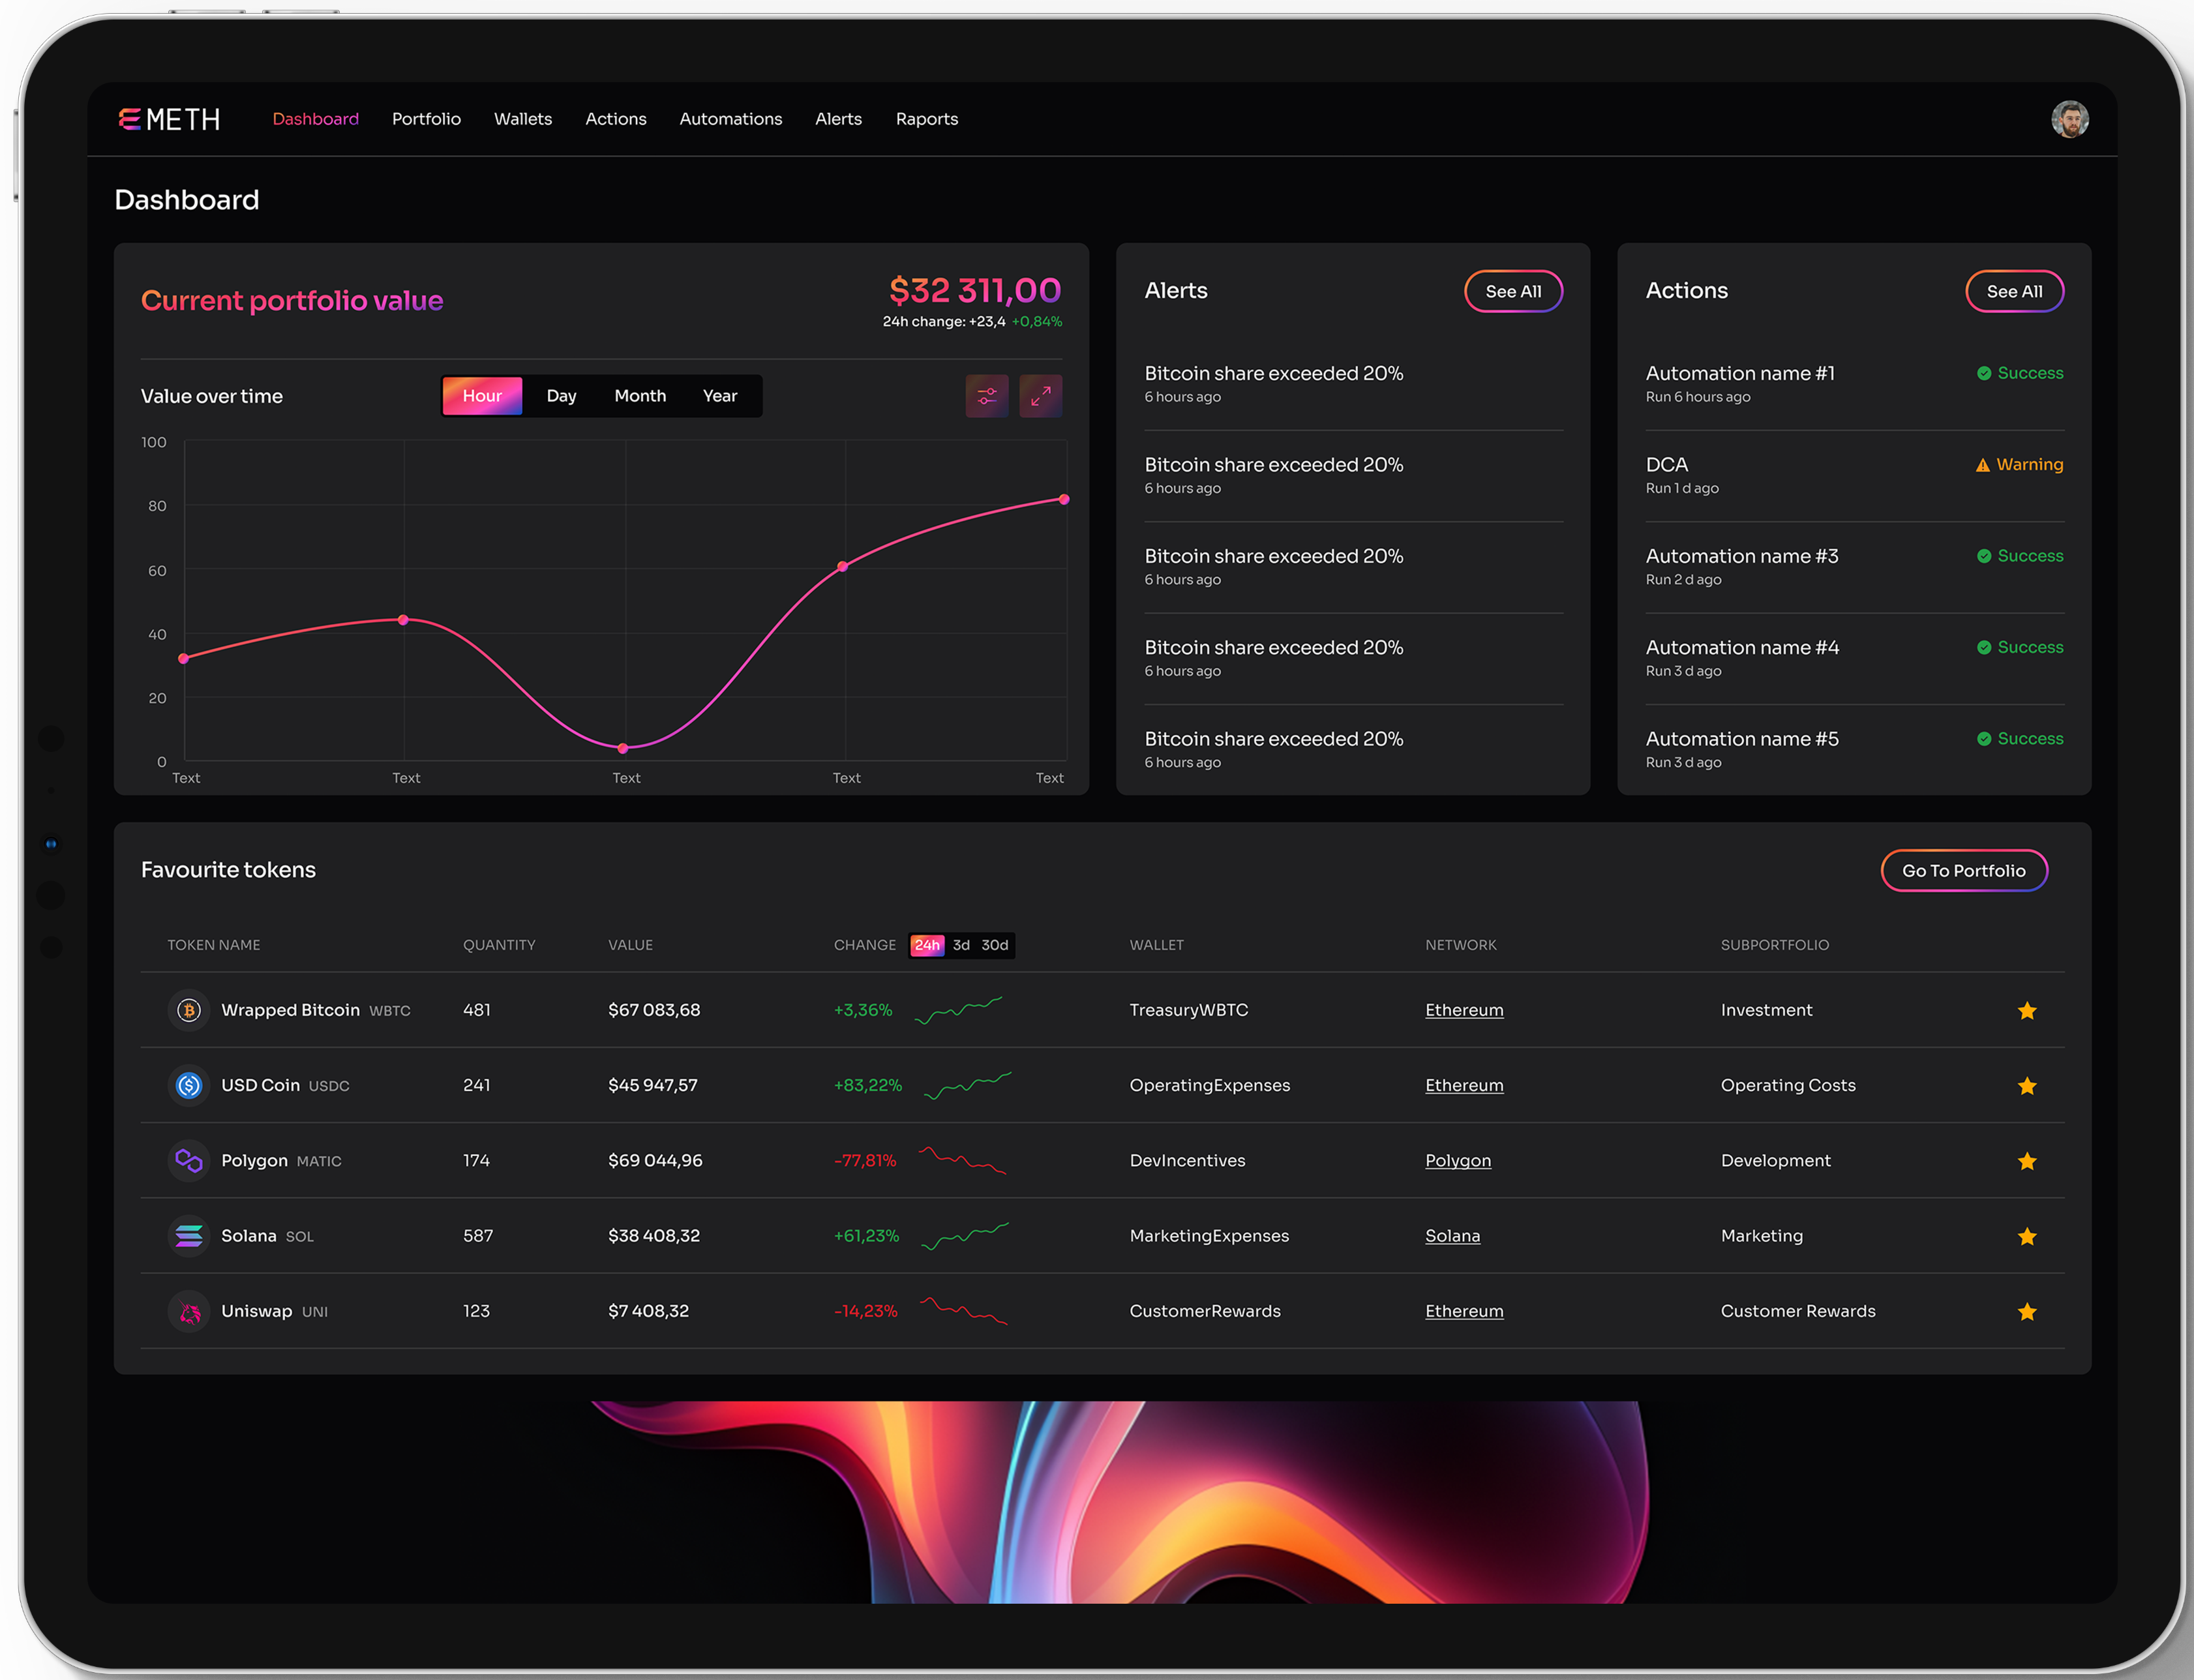 EMETH Dashboard Portfolio Wallets Actions Automations Alerts Raports
Dashboard
Current portfolio value
$32 311,00
24h change: +23,4 +0,84%
Value over time
Hour Day Month Year
100
80
60
40
20
0
Text Text Text Text Text
Alerts
See All
Bitcoin share exceeded 20%
6 hours ago
Bitcoin share exceeded 20%
6 hours ago
Bitcoin share exceeded 20%
6 hours ago
Bitcoin share exceeded 20%
6 hours ago
Bitcoin share exceeded 20%
6 hours ago
Actions
See All
Automation name #1 Success
Run 6 hours ago
DCA Warning
Run 1 d ago
Automation name #3 Success
Run 2 d ago
Automation name #4 Success
Run 3 d ago
Automation name #5 Success
Run 3 d ago
Favourite tokens
Go To Portfolio
TOKEN NAME QUANTITY VALUE CHANGE 24h 3d 30d WALLET NETWORK SUBPORTFOLIO
Wrapped Bitcoin WBTC 481 $67 083,68 +3,36% TreasuryWBTC Ethereum Investment
USD Coin USDC 241 $45 947,57 +83,22% OperatingExpenses Ethereum Operating Costs
Polygon MATIC 174 $69 044,96 -77,81% DevIncentives Polygon Development
Solana SOL 587 $38 408,32 +61,23% MarketingExpenses Solana Marketing
Uniswap UNI 123 $7 408,32 -14,23% CustomerRewards Ethereum Customer Rewards